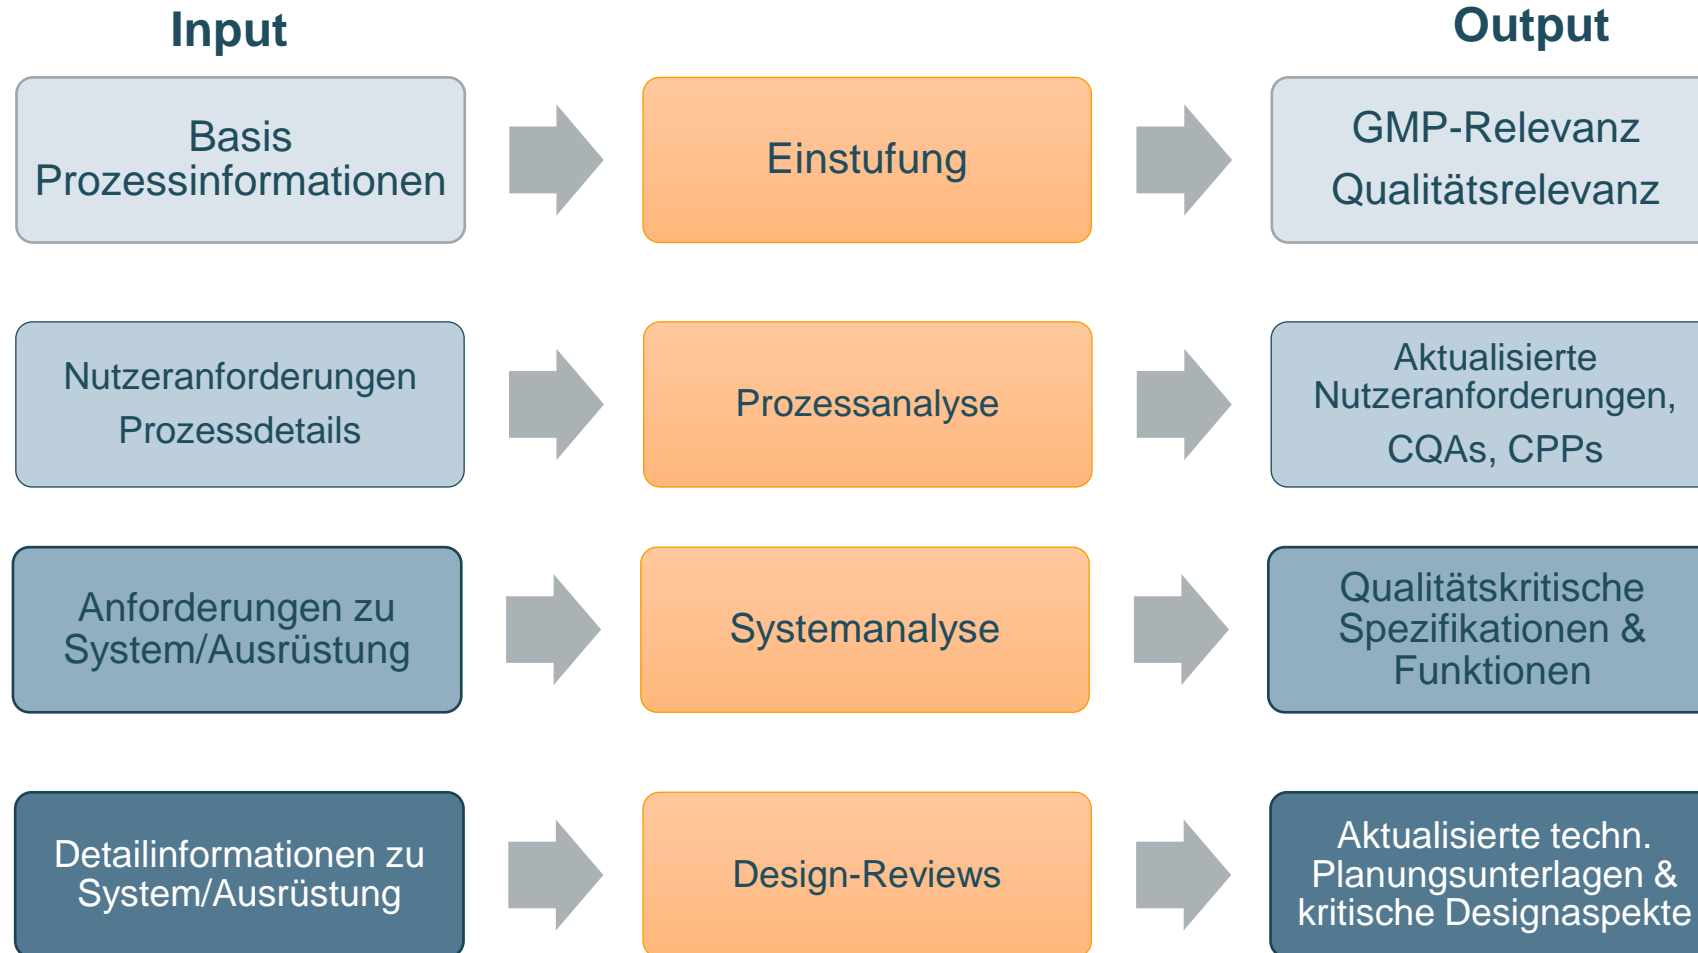 Input
Output
Basis
Prozessinformationen
Einstufung
GMP-Relevanz
Qualitätsrelevanz
Nutzeranforderungen
Prozessdetails
Prozessanalyse
Aktualisierte
Nutzeranforderungen,
CQAs, CPPs
Anforderungen zu
System/Ausrüstung
Systemanalyse
Qualitätskritische
Spezifikationen &
Funktionen
Detailinformationen zu
System/Ausrüstung
Design-Reviews
Aktualisierte techn.
Planungsunterlagen &
kritische Designaspekte